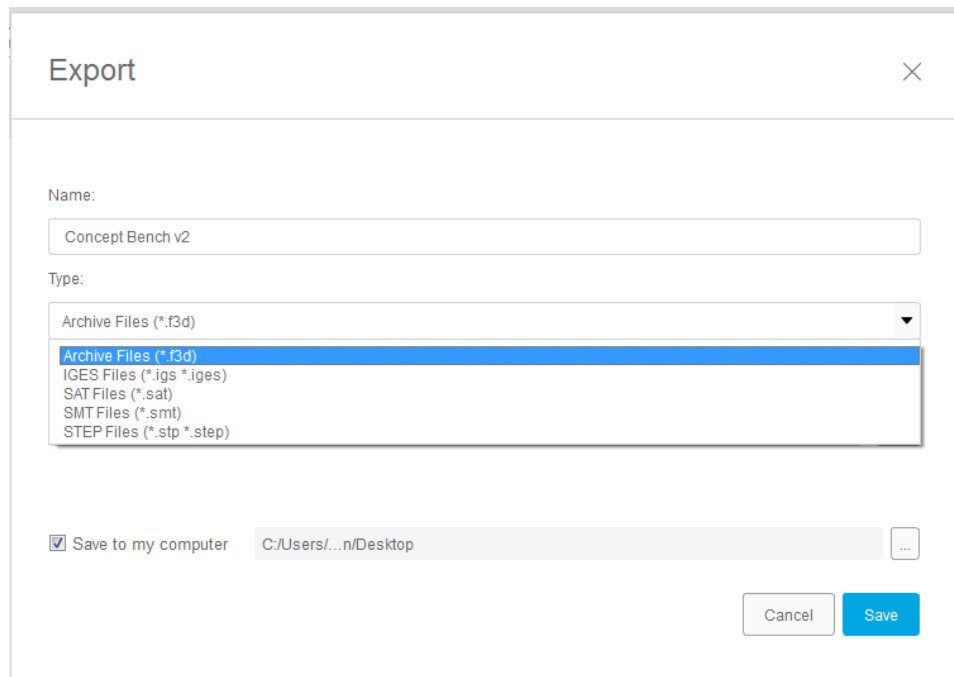 Export
Name:
Concept Bench v2
Type:
Archive Files (*.f3d)
Archive Files (*.f3d)
IGES Files (*.igs *.iges)
SAT Files (*.sat)
SMT Files (*.smt)
STEP Files (*.stp *.step)
Save to my computer C:/Users/...n/Desktop ...
Cancel Save